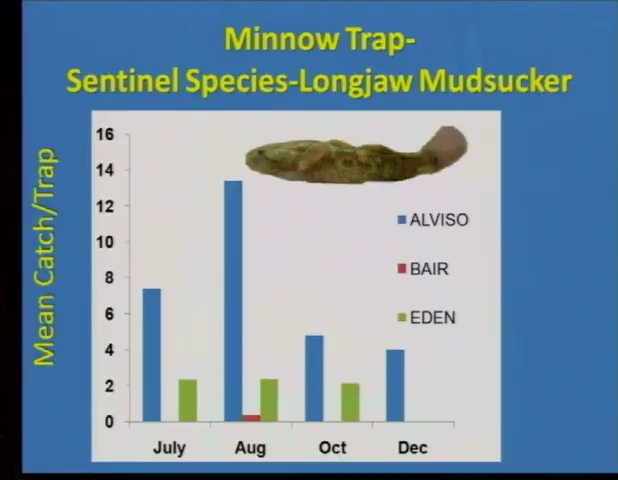 Minnow Trap-
Sentinel Species-Longjaw Mudsucker
Mean Catch/Trap
16
14
12
10
8
6
4
2
0
ALVISO
BAIR
EDEN
July Aug Oct Dec